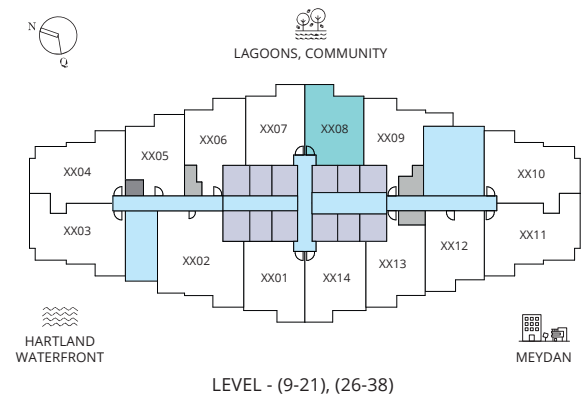 N
Q
LAGOONS, COMMUNITY
XX07
XX08
XX06
XX09
XX05
XX04
XX10
XX03
XX11
XX02
XX12
XX13
XX01
XX14
HARTLAND
WATERFRONT
MEYDAN
LEVEL - (9-21), (26-38)